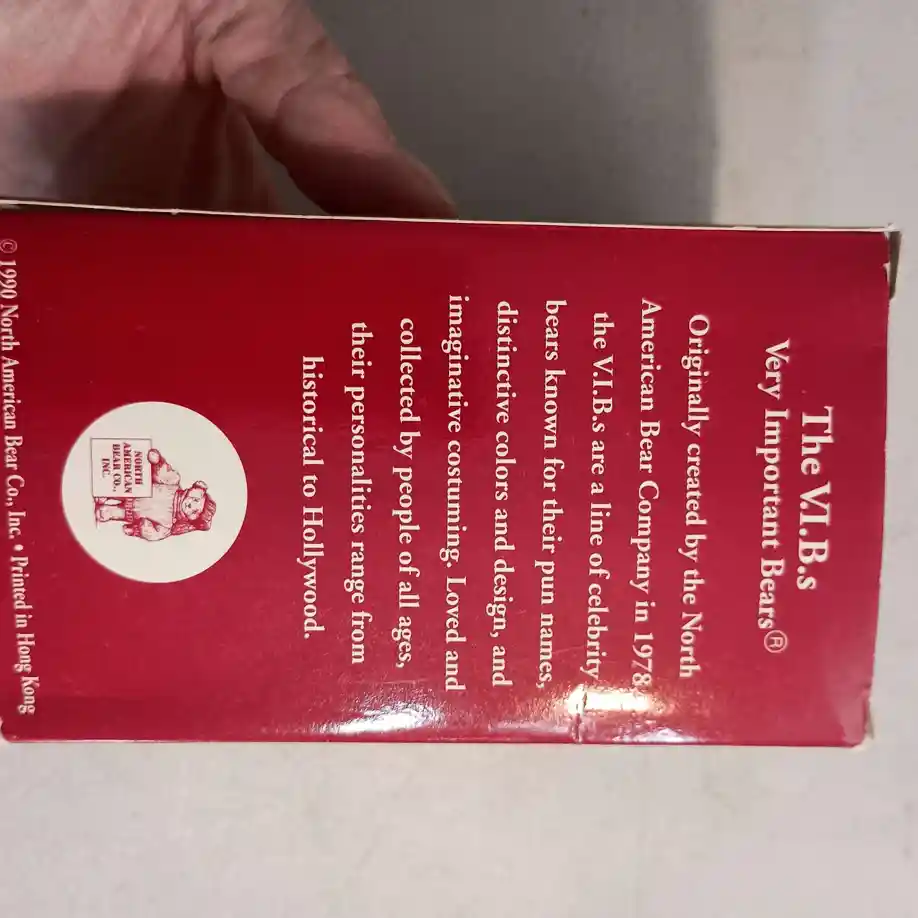 The V.I.B.s
Very Important Bears®
Originally created by the North
American Bear Company in 1978,
the V.I.B.s are a line of celebrity
bears known for their pun names,
distinctive colors and design, and
imaginative costuming. Loved and
collected by people of all ages,
their personalities range from
historical to Hollywood.
NORTH
AMERICAN
BEAR CO.,
INC.
© 1990 North American Bear Co., Inc. • Printed in Hong Kong